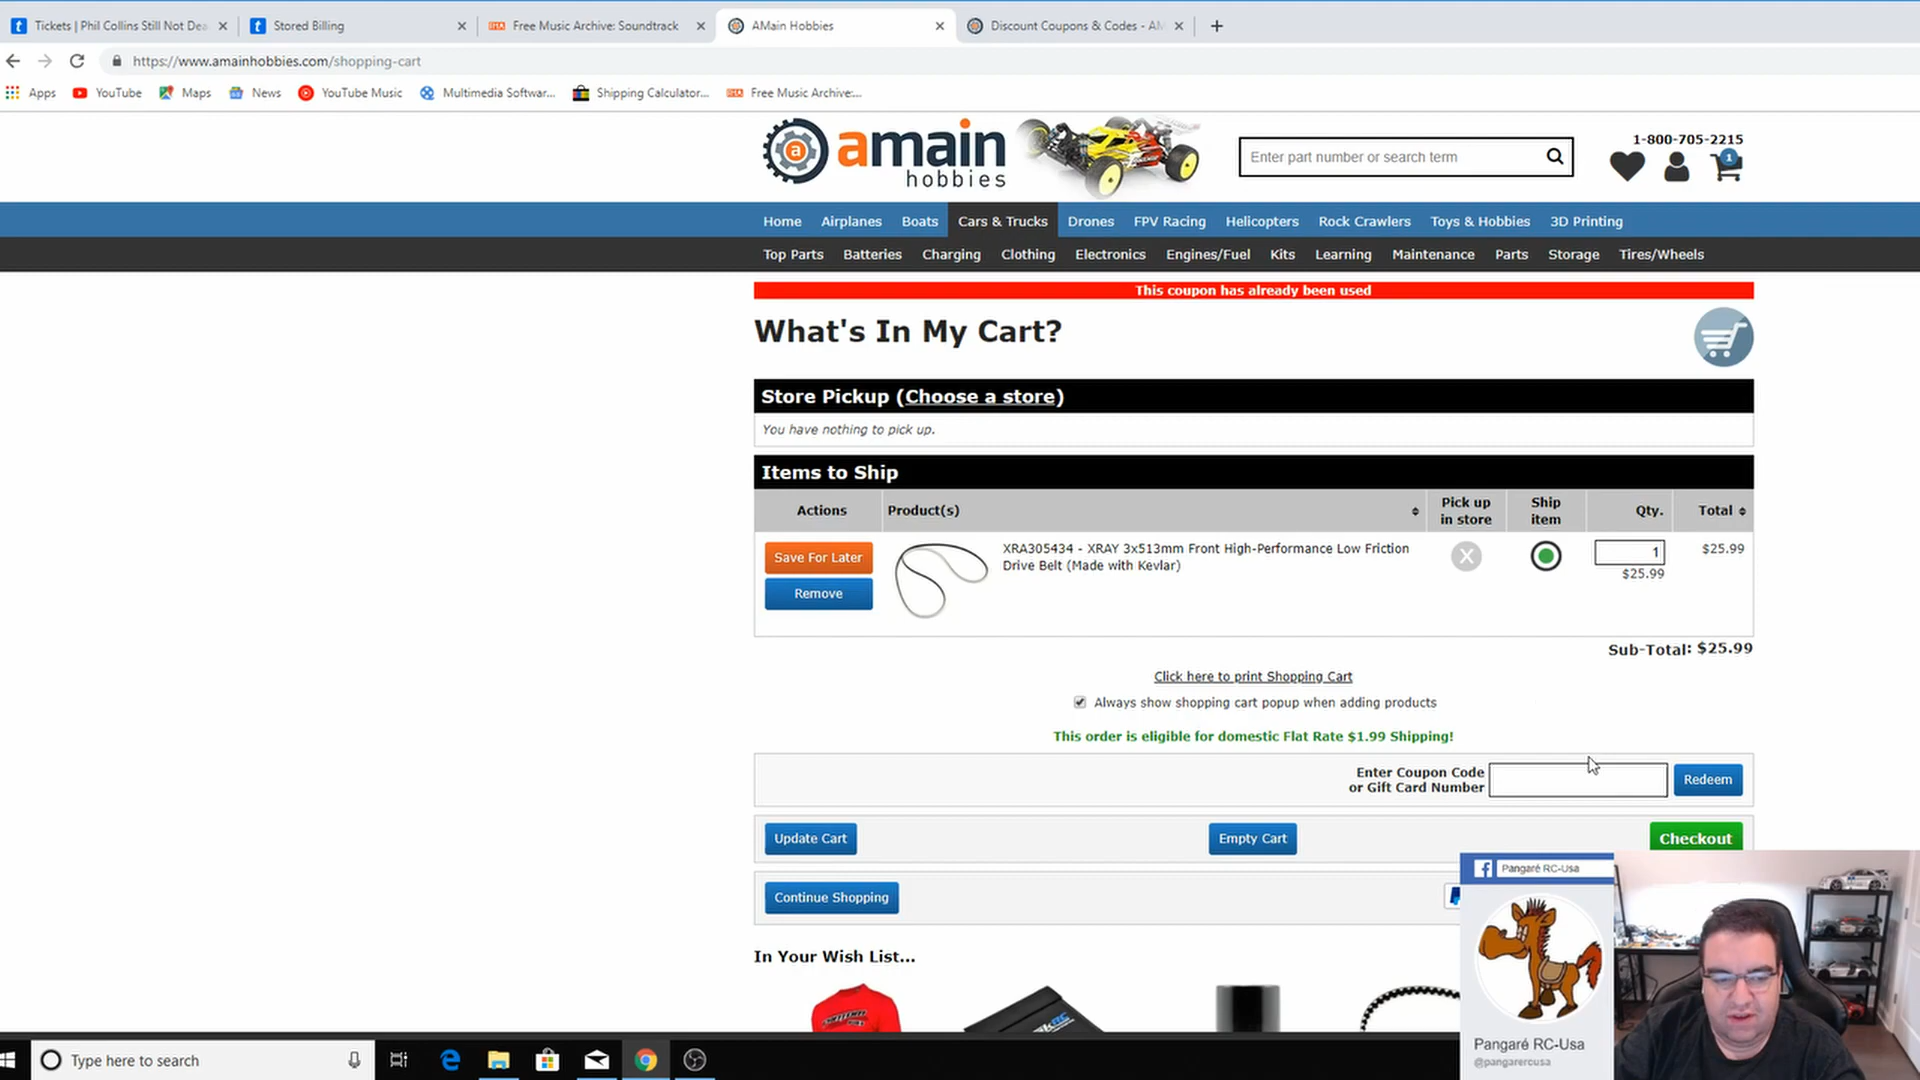 Tickets | Phil Collins Still Not Dea
Stored Billing
Free Music Archive: Soundtrack
AMain Hobbies
Discount Coupons & Codes - AM
https://www.amainhobbies.com/shopping-cart
Apps
YouTube
Maps
News
YouTube Music
Multimedia Softwar...
Shipping Calculator...
Free Music Archive:...
amain
hobbies
Enter part number or search term
1-800-705-2215
1
Home Airplanes Boats Cars & Trucks Drones FPV Racing Helicopters Rock Crawlers Toys & Hobbies 3D Printing
Top Parts Batteries Charging Clothing Electronics Engines/Fuel Kits Learning Maintenance Parts Storage Tires/Wheels
This coupon has already been used
What's In My Cart?
Store Pickup (Choose a store)
You have nothing to pick up.
Items to Ship
Actions
Product(s)
Pick up
in store
Ship
item
Qty.
Total
Save For Later
Remove
XRA305434 - XRAY 3x513mm Front High-Performance Low Friction
Drive Belt (Made with Kevlar)
X
1
$25.99
$25.99
Sub-Total: $25.99
Click here to print Shopping Cart
Always show shopping cart popup when adding products
This order is eligible for domestic Flat Rate $1.99 Shipping!
Enter Coupon Code
or Gift Card Number
Redeem
Update Cart
Empty Cart
Checkout
Continue Shopping
In Your Wish List...
Pangaré RC-Usa
Pangaré RC-Usa
@pangarercusa
Type here to search